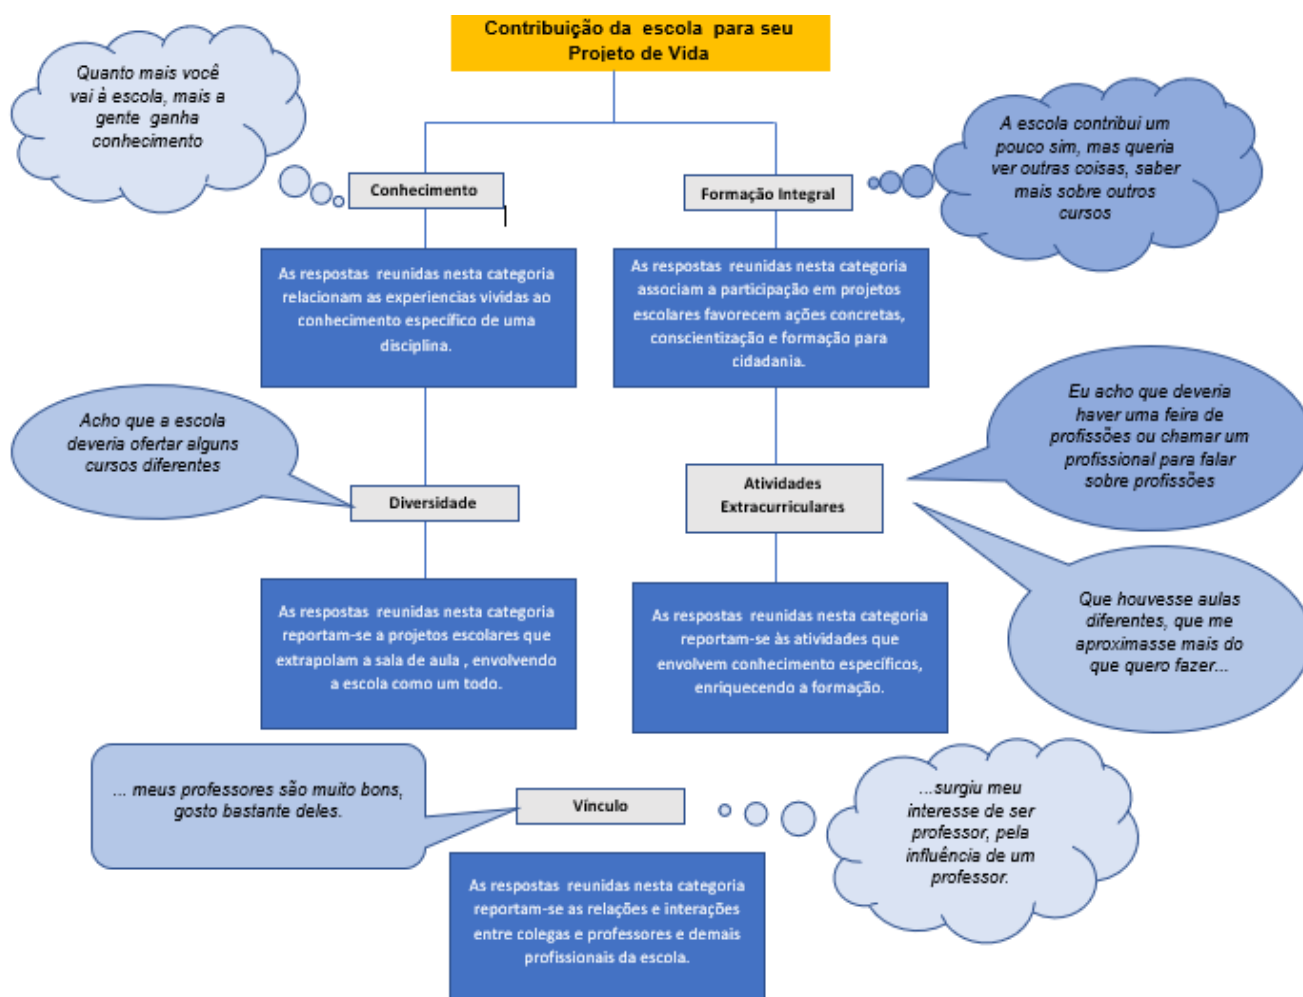 Contribuição da escola para seu
Projeto de Vida
Quanto mais você
vai à escola, mais a
gente ganha
conhecimento
A escola contribui um
pouco sim, mas queria
ver outras coisas, saber
mais sobre outros
cursos
Conhecimento
Formação Integral
As respostas reunidas nesta categoria
relacionam as experiencias vividas ao
conhecimento específico de uma
disciplina.
As respostas reunidas nesta categoria
associam a participação em projetos
escolares favorecem ações concretas,
conscientização e formação para
cidadania.
Acho que a escola
deveria ofertar alguns
cursos diferentes
Eu acho que deveria
haver uma feira de
profissões ou chamar um
profissional para falar
sobre profissões
Diversidade
Atividades
Extracurriculares
As respostas reunidas nesta categoria
reportam-se a projetos escolares que
extrapolam a sala de aula , envolvendo
a escola como um todo.
As respostas reunidas nesta categoria
reportam-se às atividades que
envolvem conhecimento específicos,
enriquecendo a formação.
Que houvesse aulas
diferentes, que me
aproximasse mais do
que quero fazer...
... meus professores são muito bons,
gosto bastante deles.
Vínculo
...surgiu meu
interesse de ser
professor, pela
influência de um
professor.
As respostas reunidas nesta categoria
reportam-se as relações e interações
entre colegas e professores e demais
profissionais da escola.